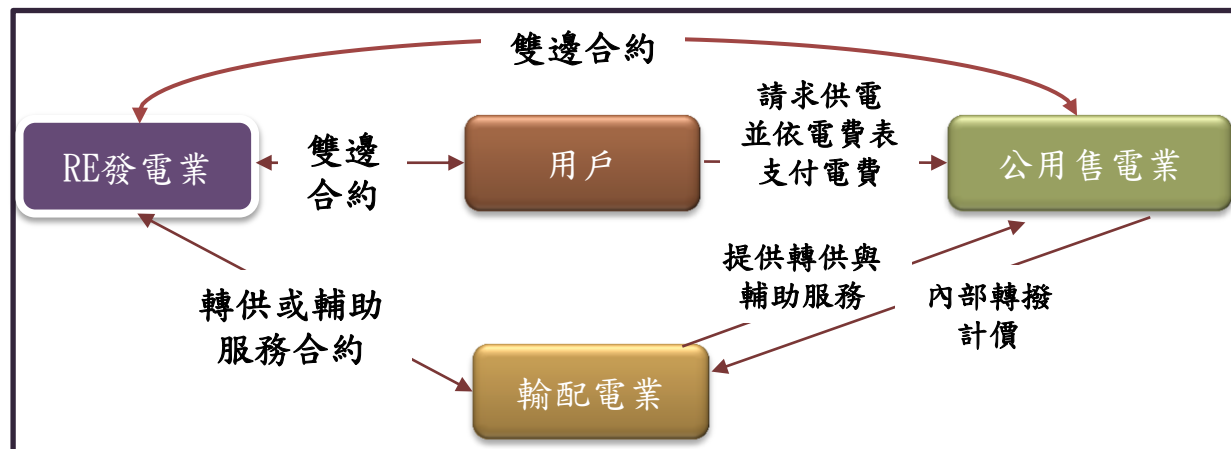 雙邊合約
RE發電業
雙邊
合約
用戶
請求供電
並依電費表
支付電費
公用售電業
轉供或輔助
服務合約
提供轉供與
輔助服務
內部轉撥
計價
輸配電業